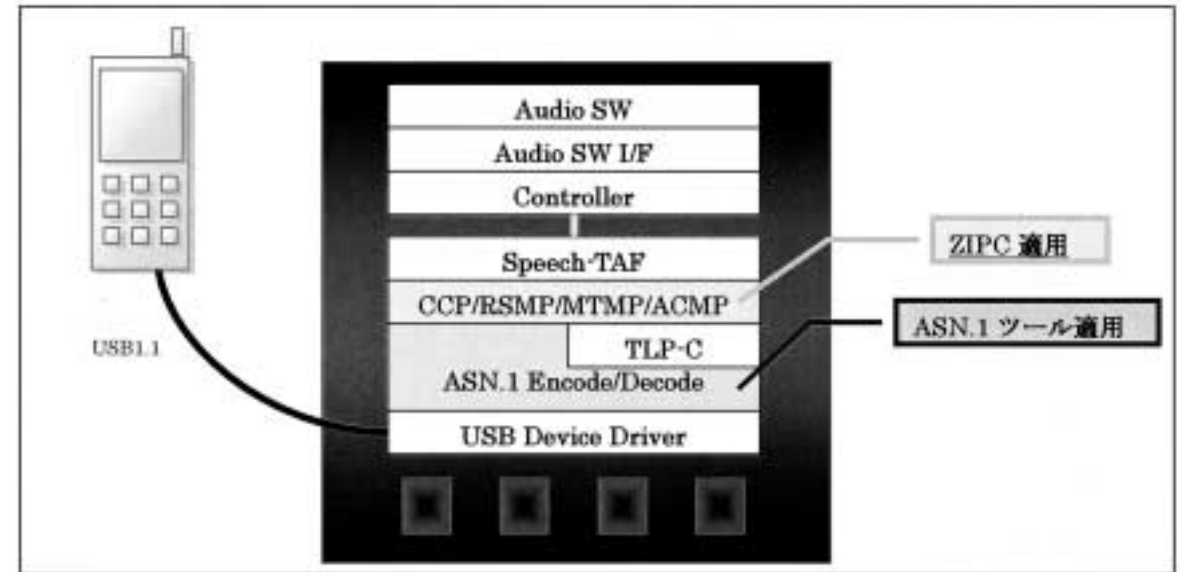 Audio SW
Audio SW I/F
Controller
Speech-TAF
CCP/RSMP/MTMP/ACMP
TLP-C
ASN.1 Encode/Decode
USB Device Driver
USB1.1
ZIPC 適用
ASN.1 ツール適用